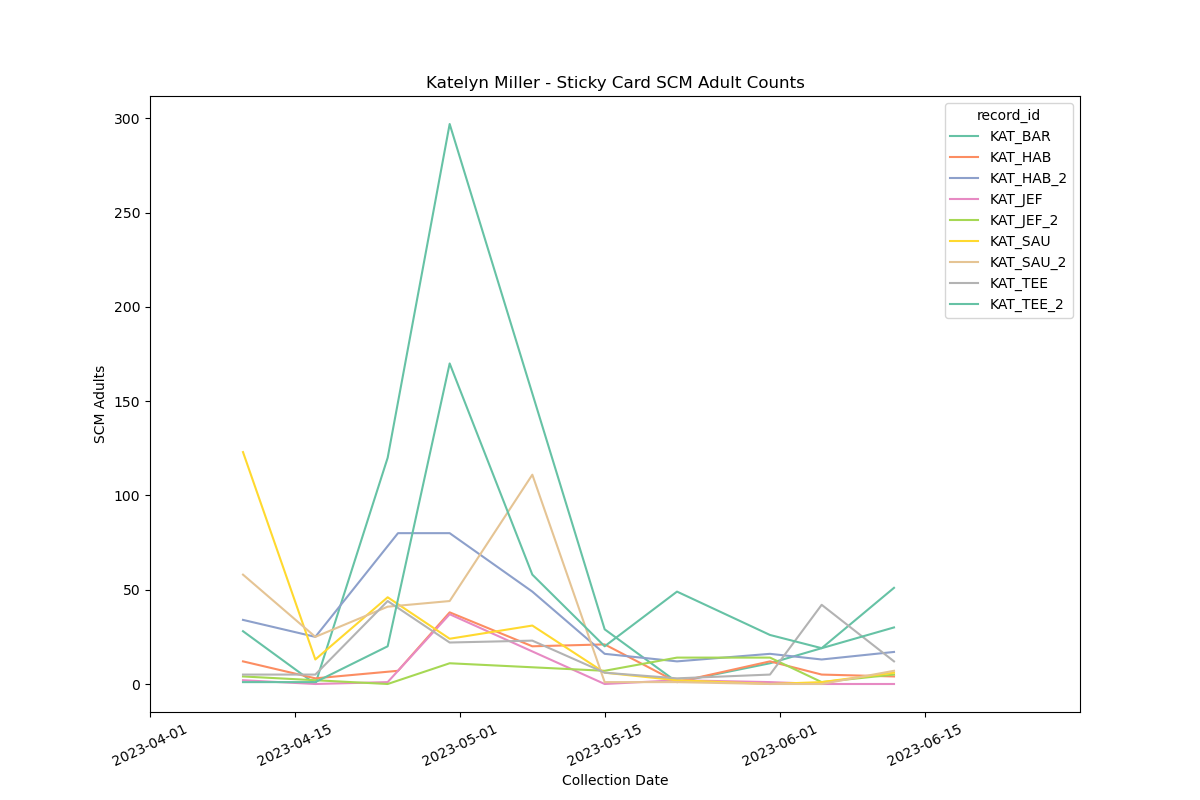 Katelyn Miller - Sticky Card SCM Adult Counts
record_id
KAT_BAR
KAT_HAB
KAT_HAB_2
KAT_JEF
KAT_JEF_2
KAT_SAU
KAT_SAU_2
KAT_TEE
KAT_TEE_2
SCM Adults
300
250
200
150
100
50
0
2023-04-01
2023-04-15
2023-05-01
2023-05-15
2023-06-01
2023-06-15
Collection Date